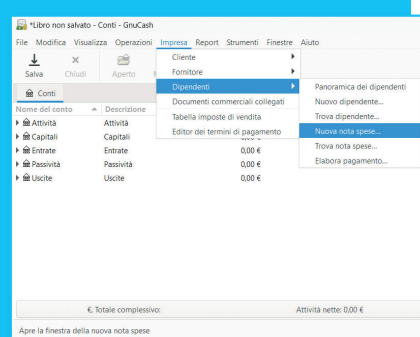 *Libro non salvato - Conti - GnuCash
File Modifica Visualizza Operazioni Impresa Report Strumenti Finestre Aiuto
Salva Chiudi Aperto
Cliente
Fornitore
Dipendenti
Documenti commerciali collegati
Tabella imposte di vendita
Editor dei termini di pagamento
Panoramica dei dipendenti
Nuovo dipendente...
Trova dipendente...
Nuova nota spese...
Trova nota spese...
Elabora pagamento...
Conti
Nome del conto Descrizione
Attività Attività
Capitali Capitali 0,00 €
Entrate Entrate 0,00 €
Passività Passività 0,00 €
Uscite Uscite 0,00 €
€, Totale complessivo: Attività nette: 0,00 €
Apre la finestra della nuova nota spese